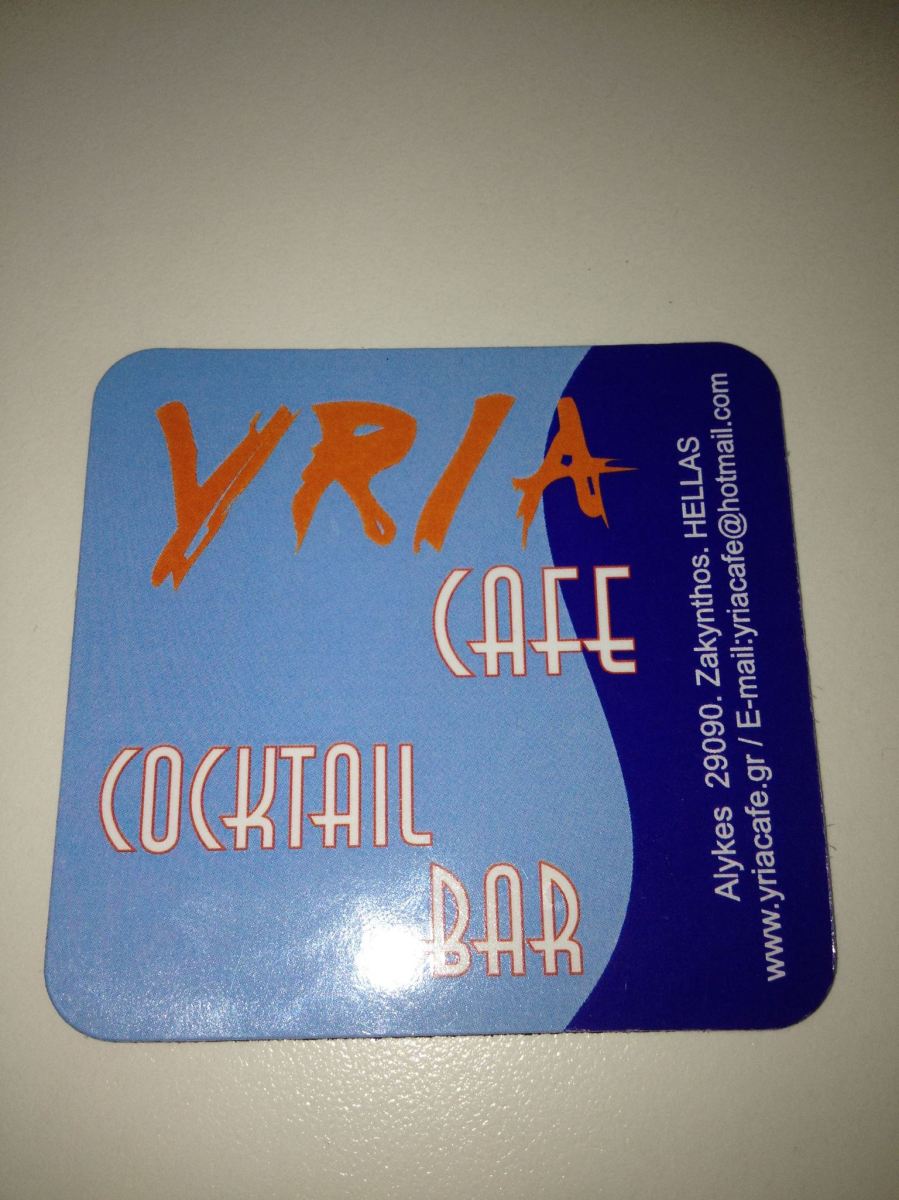 YRIA
CAFE
COCKTAIL
BAR
Alykes 29090. Zakynthos. HELLAS
www.yriacafe.gr / E-mail:yriacafe@hotmail.com